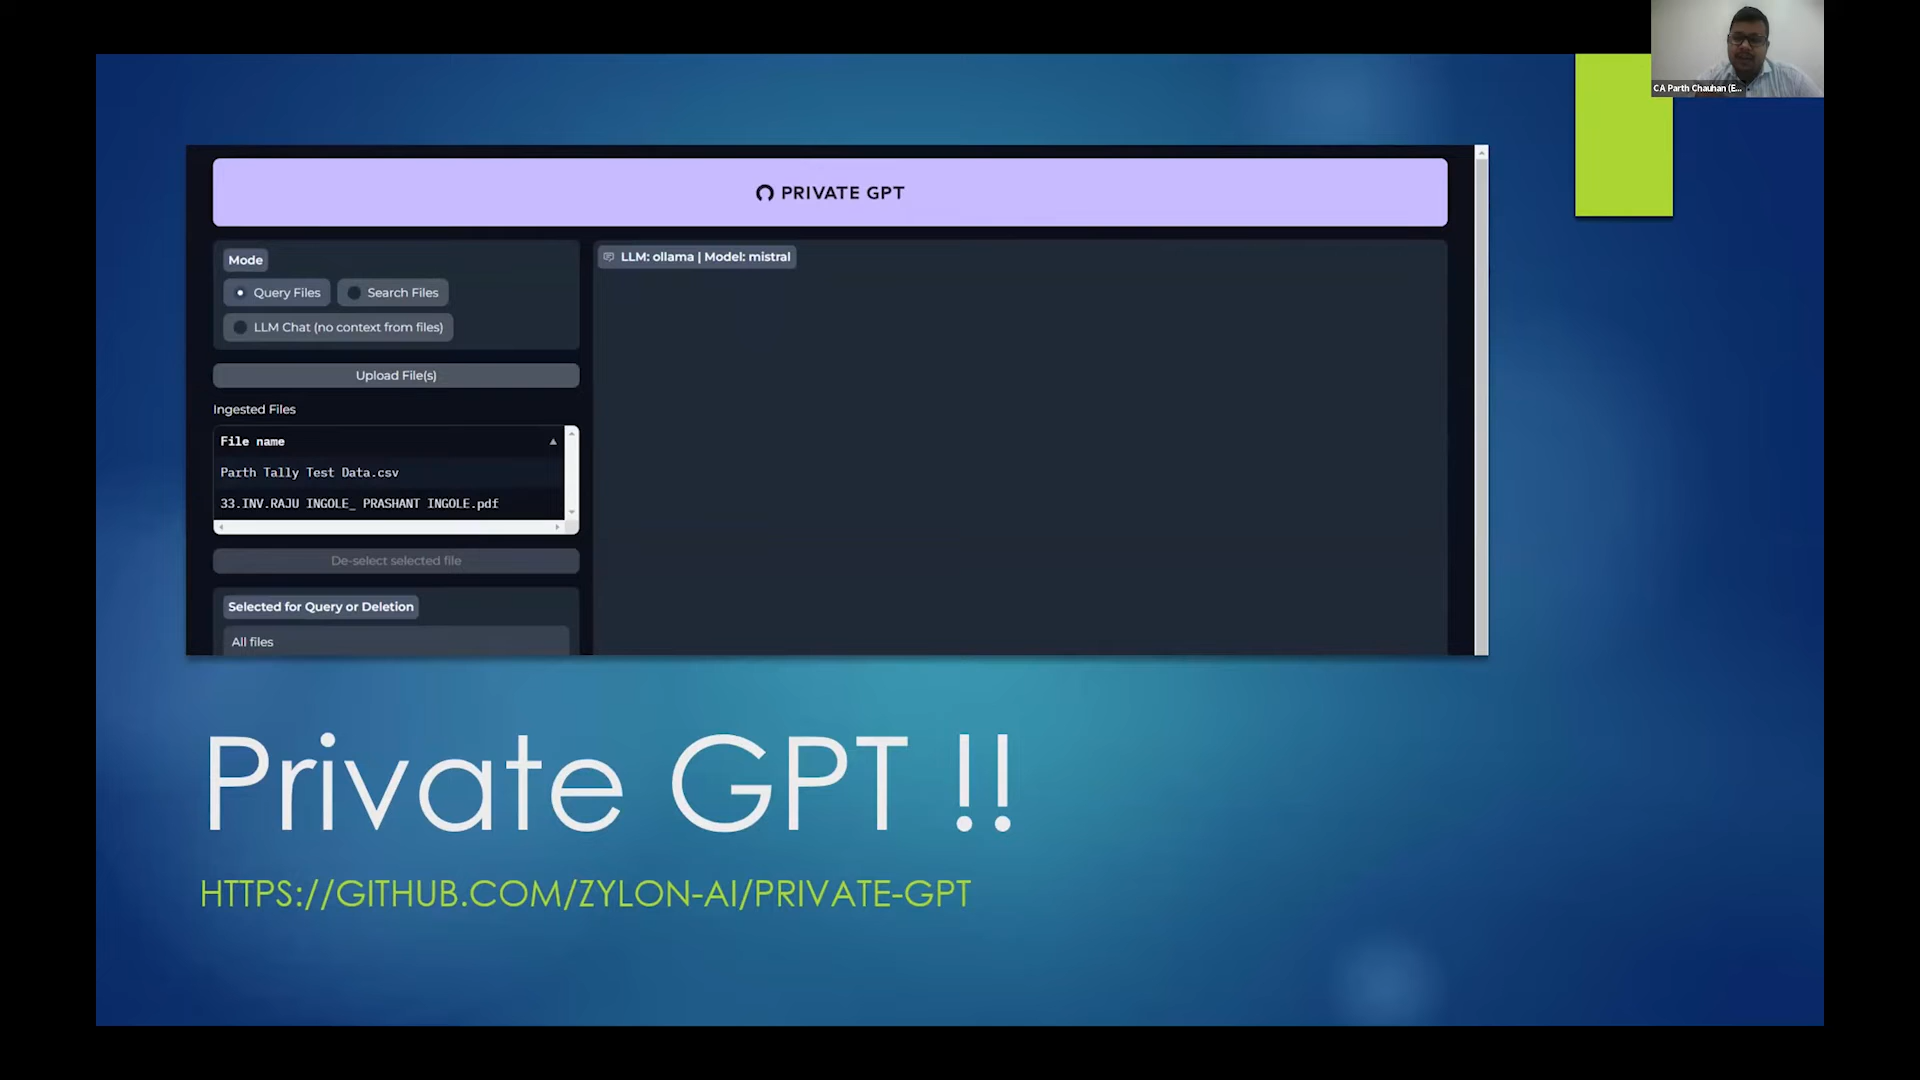 CA Parth Chauhan (E...
PRIVATE GPT
Mode
Query Files
Search Files
LLM Chat (no context from files)
Upload File(s)
Ingested Files
File name
Parth Tally Test Data.csv
33.INV.RAJU INGOLE_ PRASHANT INGOLE.pdf
De-select selected file
Selected for Query or Deletion
All files
LLM: ollama | Model: mistral
Private GPT !!
HTTPS://GITHUB.COM/ZYLON-AI/PRIVATE-GPT